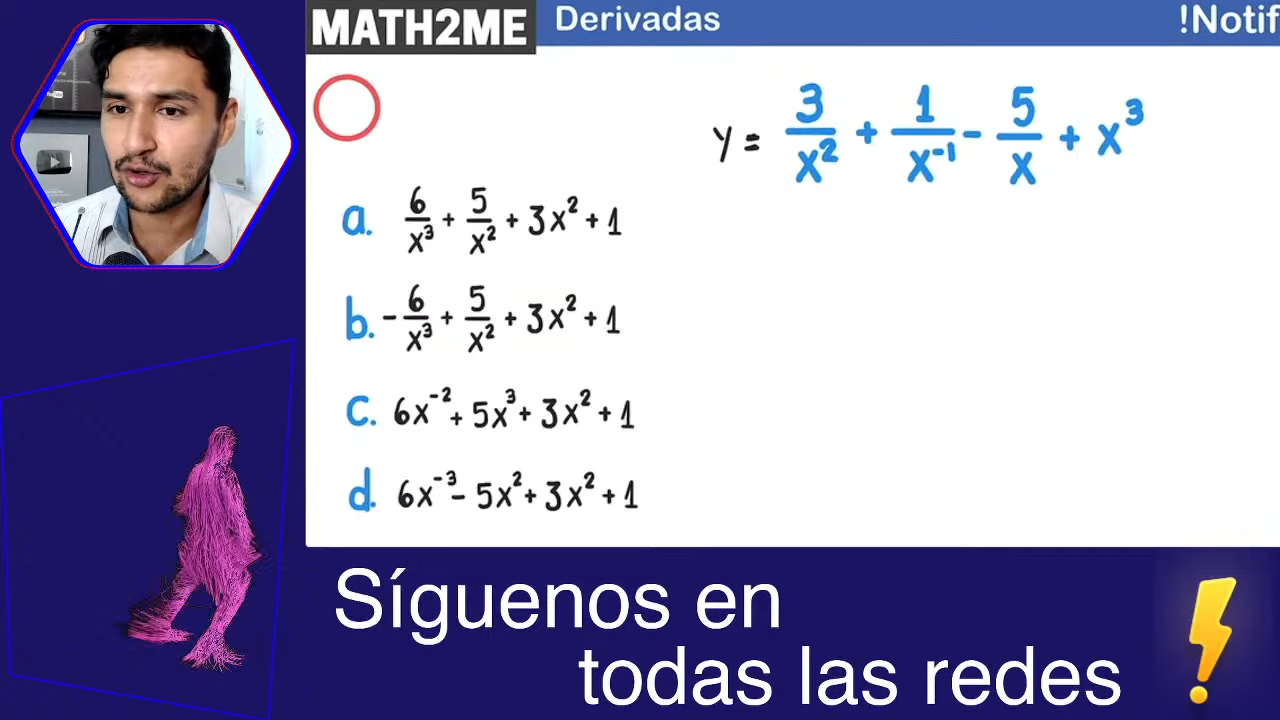 MATH2ME
Derivadas
!Notif
y = 3/x² + 1/x⁻¹ - 5/x + x³
a. 6/x³ + 5/x² + 3x² + 1
b. -6/x³ + 5/x² + 3x² + 1
c. 6x⁻² + 5x³ + 3x² + 1
d. 6x⁻³ - 5x² + 3x² + 1
Síguenos en
todas las redes